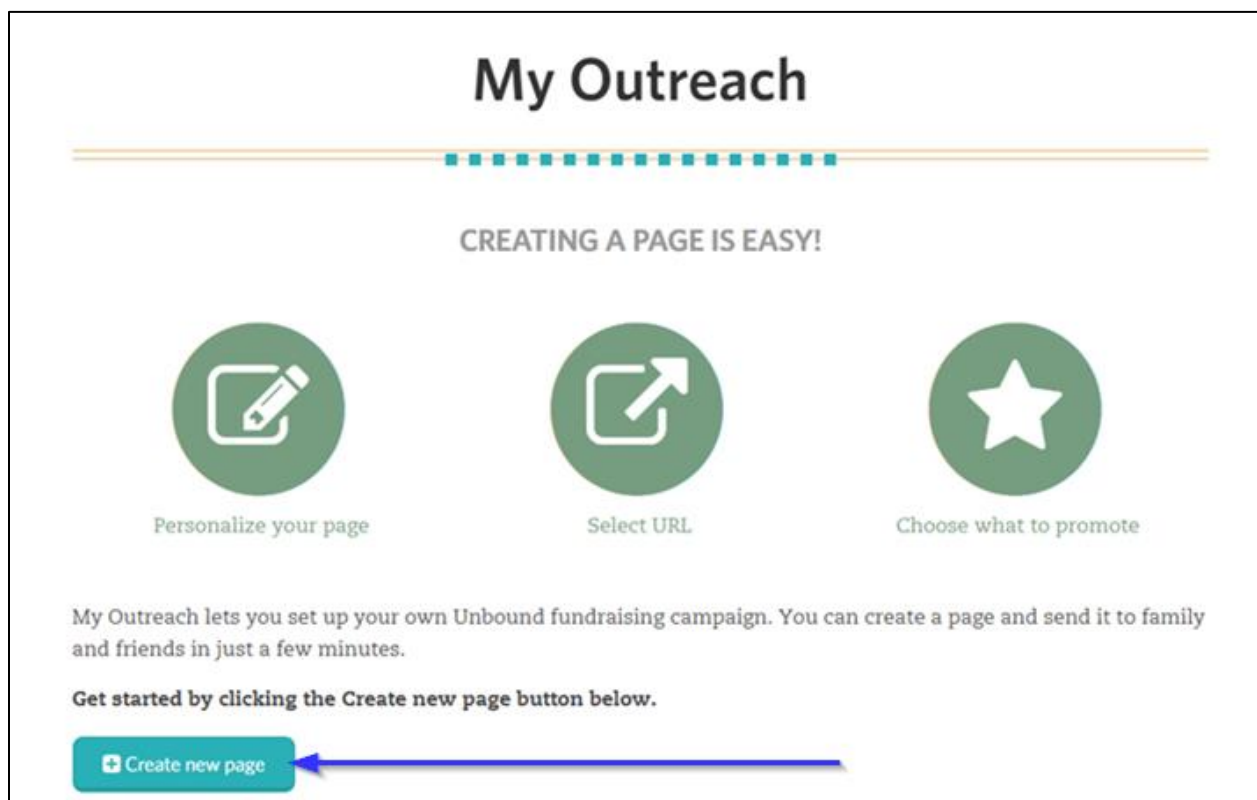 My Outreach
CREATING A PAGE IS EASY!
Personalize your page
Select URL
Choose what to promote
My Outreach lets you set up your own Unbound fundraising campaign. You can create a page and send it to family
and friends in just a few minutes.
Get started by clicking the Create new page button below.
Create new page